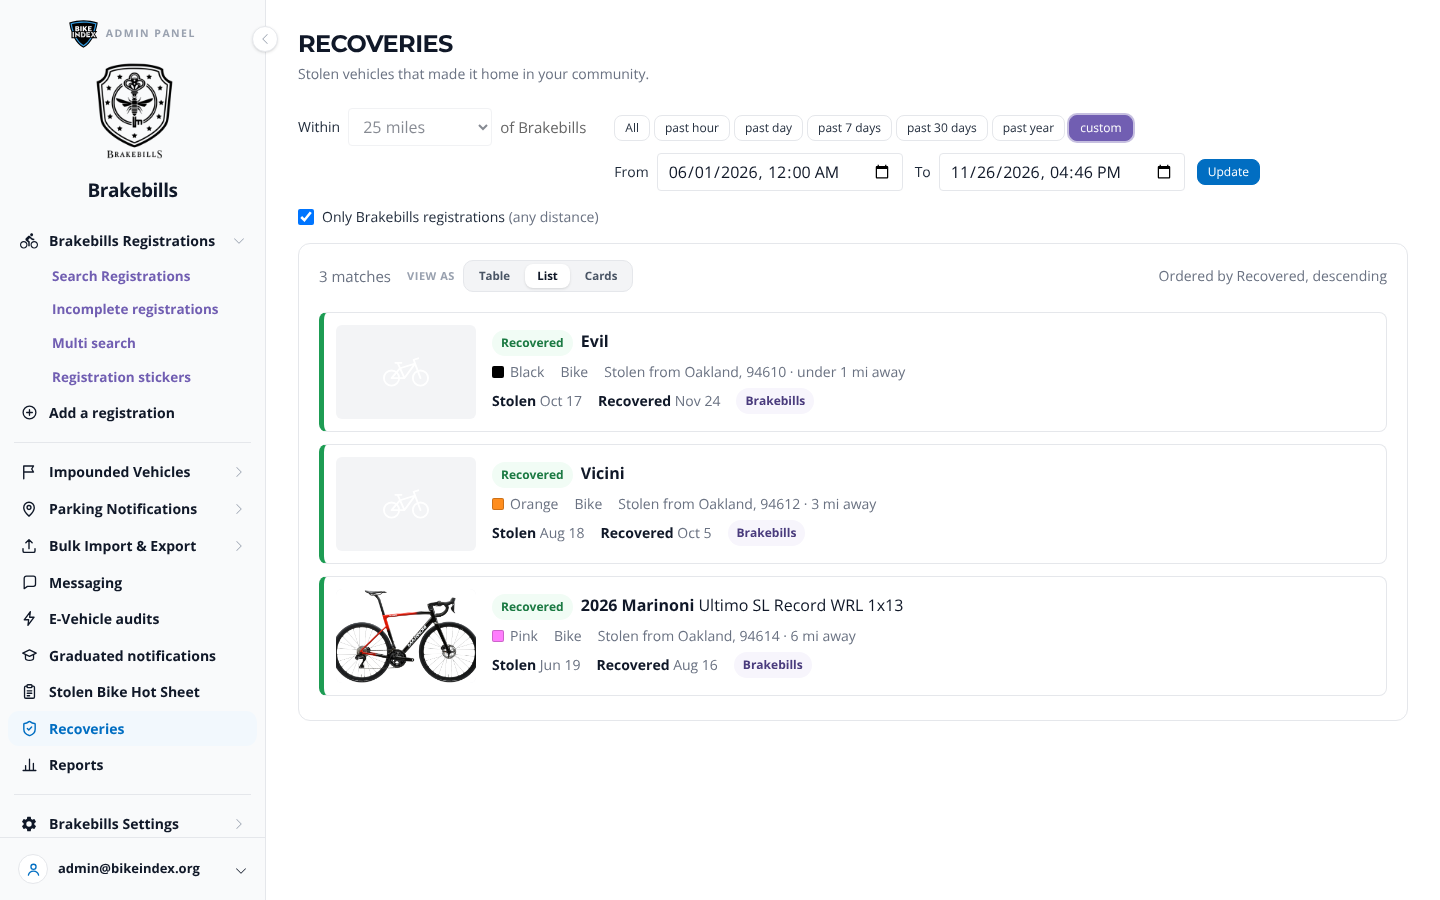 BIKE INDEX
ADMIN PANEL
BRAKEBILLS
Brakebills
Brakebills Registrations
Search Registrations
Incomplete registrations
Multi search
Registration stickers
Add a registration
Impounded Vehicles
Parking Notifications
Bulk Import & Export
Messaging
E-Vehicle audits
Graduated notifications
Stolen Bike Hot Sheet
Recoveries
Reports
Brakebills Settings
admin@bikeindex.org
RECOVERIES
Stolen vehicles that made it home in your community.
Within 25 miles of Brakebills
All past hour past day past 7 days past 30 days past year custom
From 06/01/2026, 12:00 AM To 11/26/2026, 04:46 PM Update
Only Brakebills registrations (any distance)
3 matches VIEW AS Table List Cards Ordered by Recovered, descending
Recovered Evil
Black Bike Stolen from Oakland, 94610 · under 1 mi away
Stolen Oct 17 Recovered Nov 24 Brakebills
Recovered Vicini
Orange Bike Stolen from Oakland, 94612 · 3 mi away
Stolen Aug 18 Recovered Oct 5 Brakebills
Recovered 2026 Marinoni Ultimo SL Record WRL 1x13
Pink Bike Stolen from Oakland, 94614 · 6 mi away
Stolen Jun 19 Recovered Aug 16 Brakebills